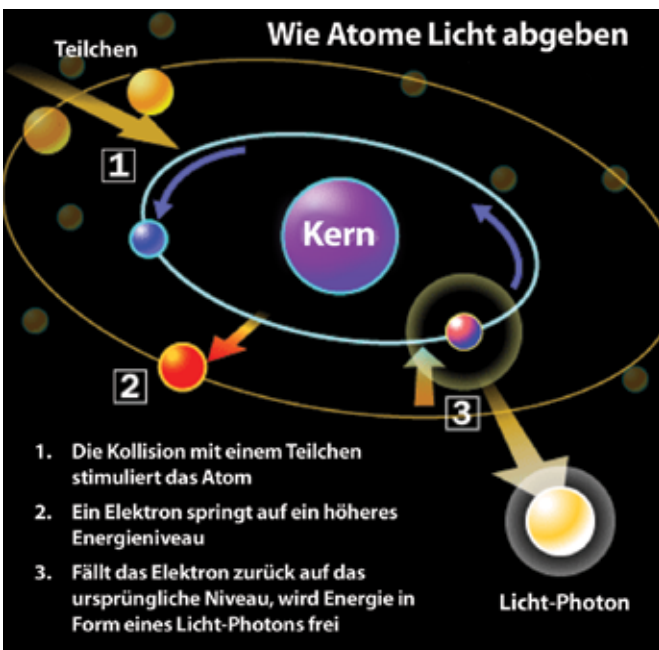 Wie Atome Licht abgeben
Teilchen
1
Kern
2
3
1. Die Kollision mit einem Teilchen
stimuliert das Atom
2. Ein Elektron springt auf ein höheres
Energieniveau
3. Fällt das Elektron zurück auf das
ursprüngliche Niveau, wird Energie in
Form eines Licht-Photons frei
Licht-Photon